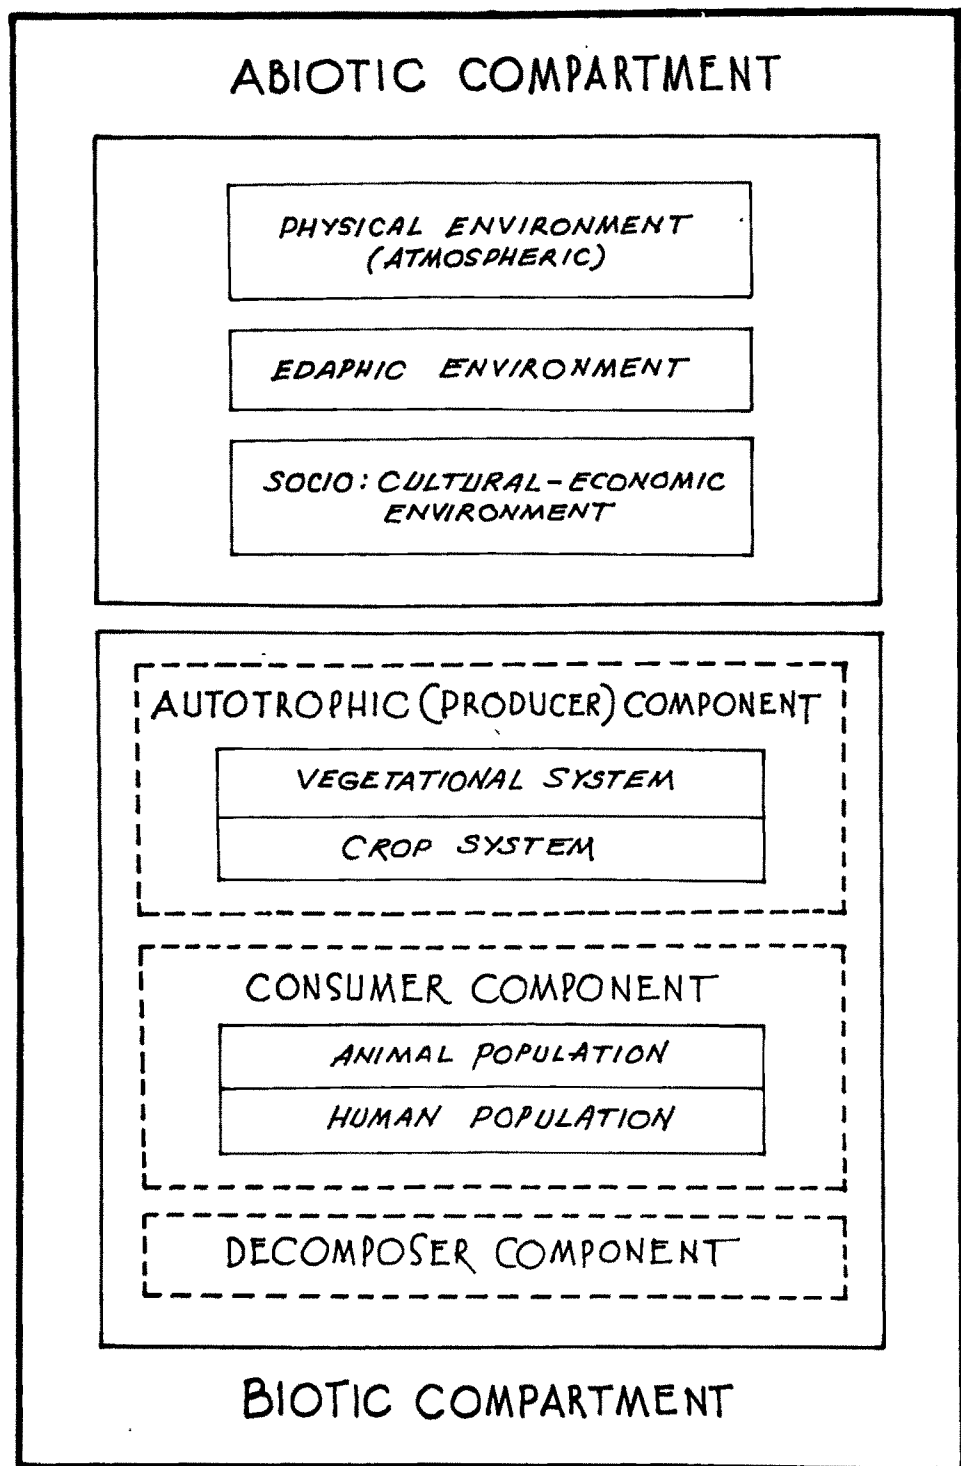 ABIOTIC COMPARTMENT
PHYSICAL ENVIRONMENT
(ATMOSPHERIC)
EDAPHIC ENVIRONMENT
SOCIO: CULTURAL-ECONOMIC
ENVIRONMENT
AUTOTROPHIC (PRODUCER) COMPONENT
VEGETATIONAL SYSTEM
CROP SYSTEM
CONSUMER COMPONENT
ANIMAL POPULATION
HUMAN POPULATION
DECOMPOSER COMPONENT
BIOTIC COMPARTMENT